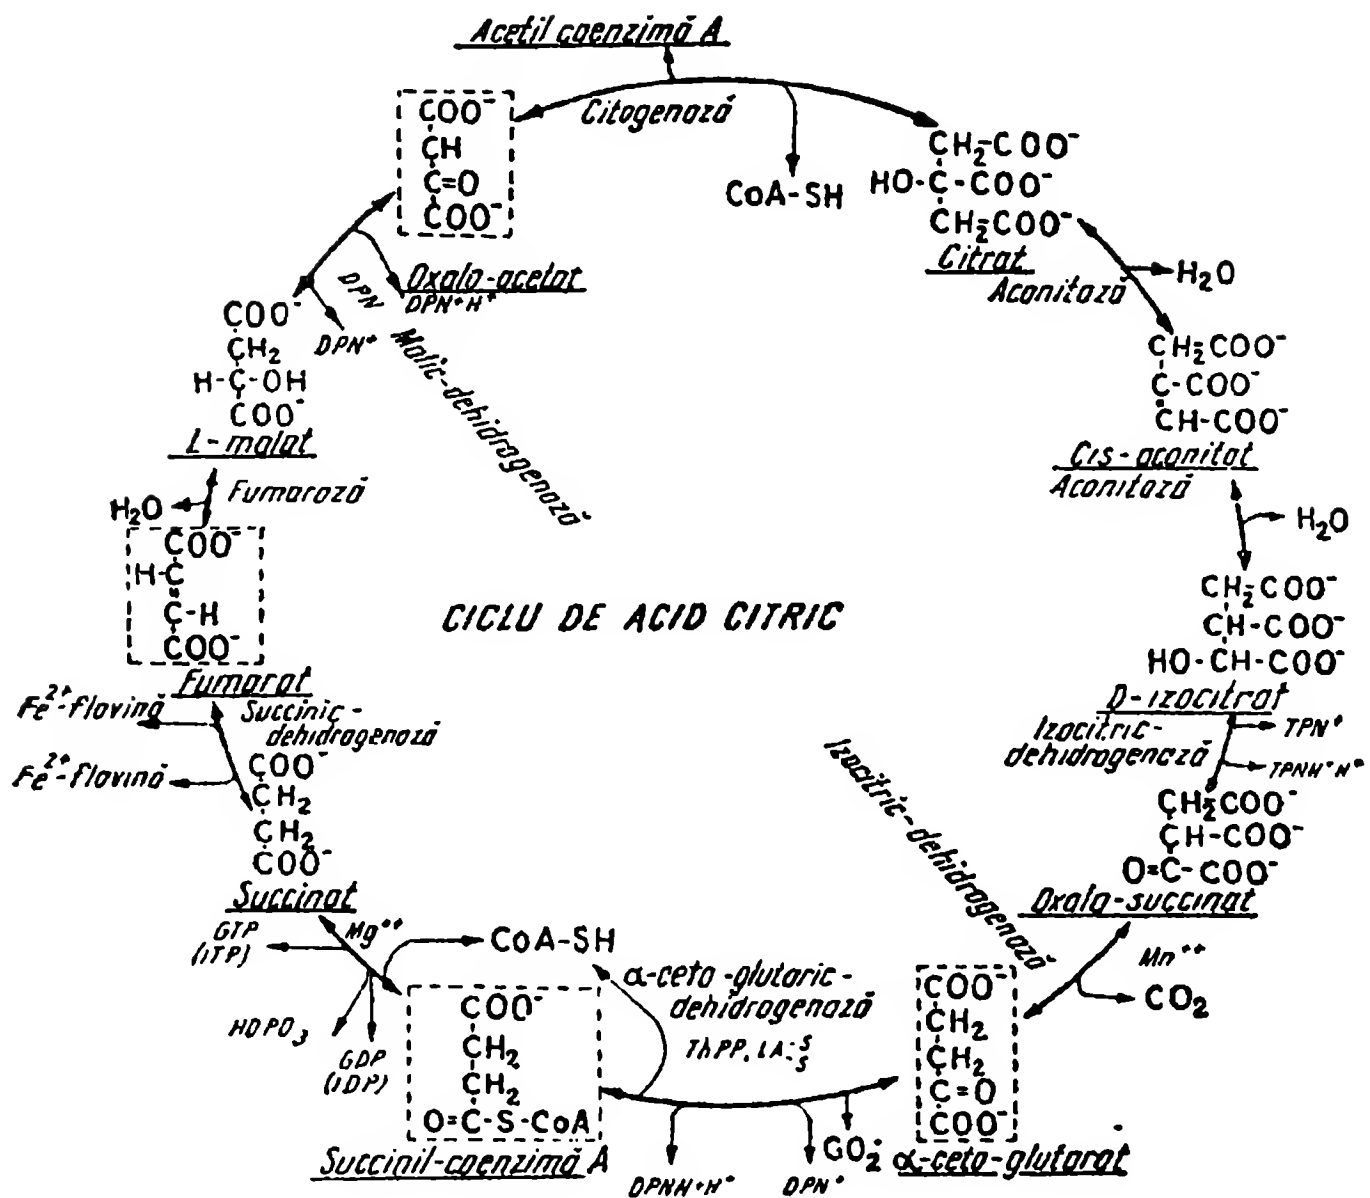 Acetil coenzimă A
COO⁻
CH
C=O
COO⁻
Citogenază
CoA-SH
CH₂-COO⁻
HO-C-COO⁻
CH₂COO⁻
Citrat
Aconitază
H₂O
CH₂COO⁻
C-COO⁻
CH-COO⁻
Cis-aconitat
Aconitază
H₂O
CH₂COO⁻
CH-COO⁻
HO-CH-COO⁻
D-izocitrat
Izocitric-
dehidrogenază
TPN⁺
TPNH⁺H⁺
CH₂COO⁻
CH-COO⁻
O=C-COO⁻
Oxalo-succinat
Izocitric-dehidrogenază
Mn⁺⁺
CO₂
COO⁻
CH₂
CH₂
C=O
COO⁻
α-ceto-glutarat
α-ceto-glutaric-
dehidrogenază
ThPP, LA-S
S
GO₂
DPN⁺
DPNH+H⁺
CoA-SH
COO⁻
CH₂
CH₂
O=C-S-CoA
Succinil-coenzimă A
Mg⁺⁺
GTP
(iTP)
HOPO₃
GDP
(iDP)
COO⁻
CH₂
CH₂
COO⁻
Succinat
Succinic-
dehidrogenază
Fe²⁺-flavină
Fe²⁺-flavină
COO⁻
H-C
C-H
COO⁻
Fumarat
H₂O
Fumarază
COO⁻
CH₂
H-C-OH
COO⁻
L-malat
DPN⁺
DPN
DPN+H⁺
Oxalo-acetat
Malic-dehidrogenază
CICLU DE ACID CITRIC